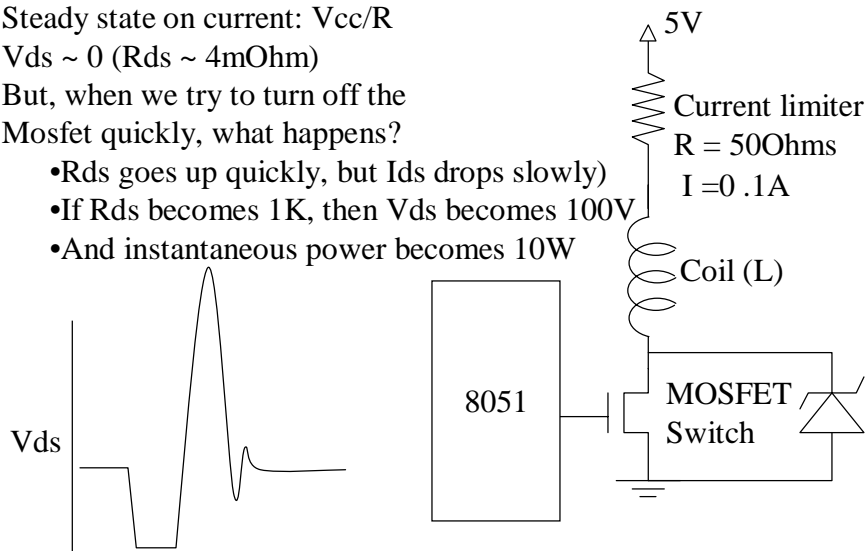 Steady state on current: Vcc/R
Vds ~ 0 (Rds ~ 4mOhm)
But, when we try to turn off the
Mosfet quickly, what happens?
•Rds goes up quickly, but Ids drops slowly)
•If Rds becomes 1K, then Vds becomes 100V
•And instantaneous power becomes 10W
5V
Current limiter
R = 50Ohms
I =0 .1A
Coil (L)
8051
MOSFET
Switch
Vds